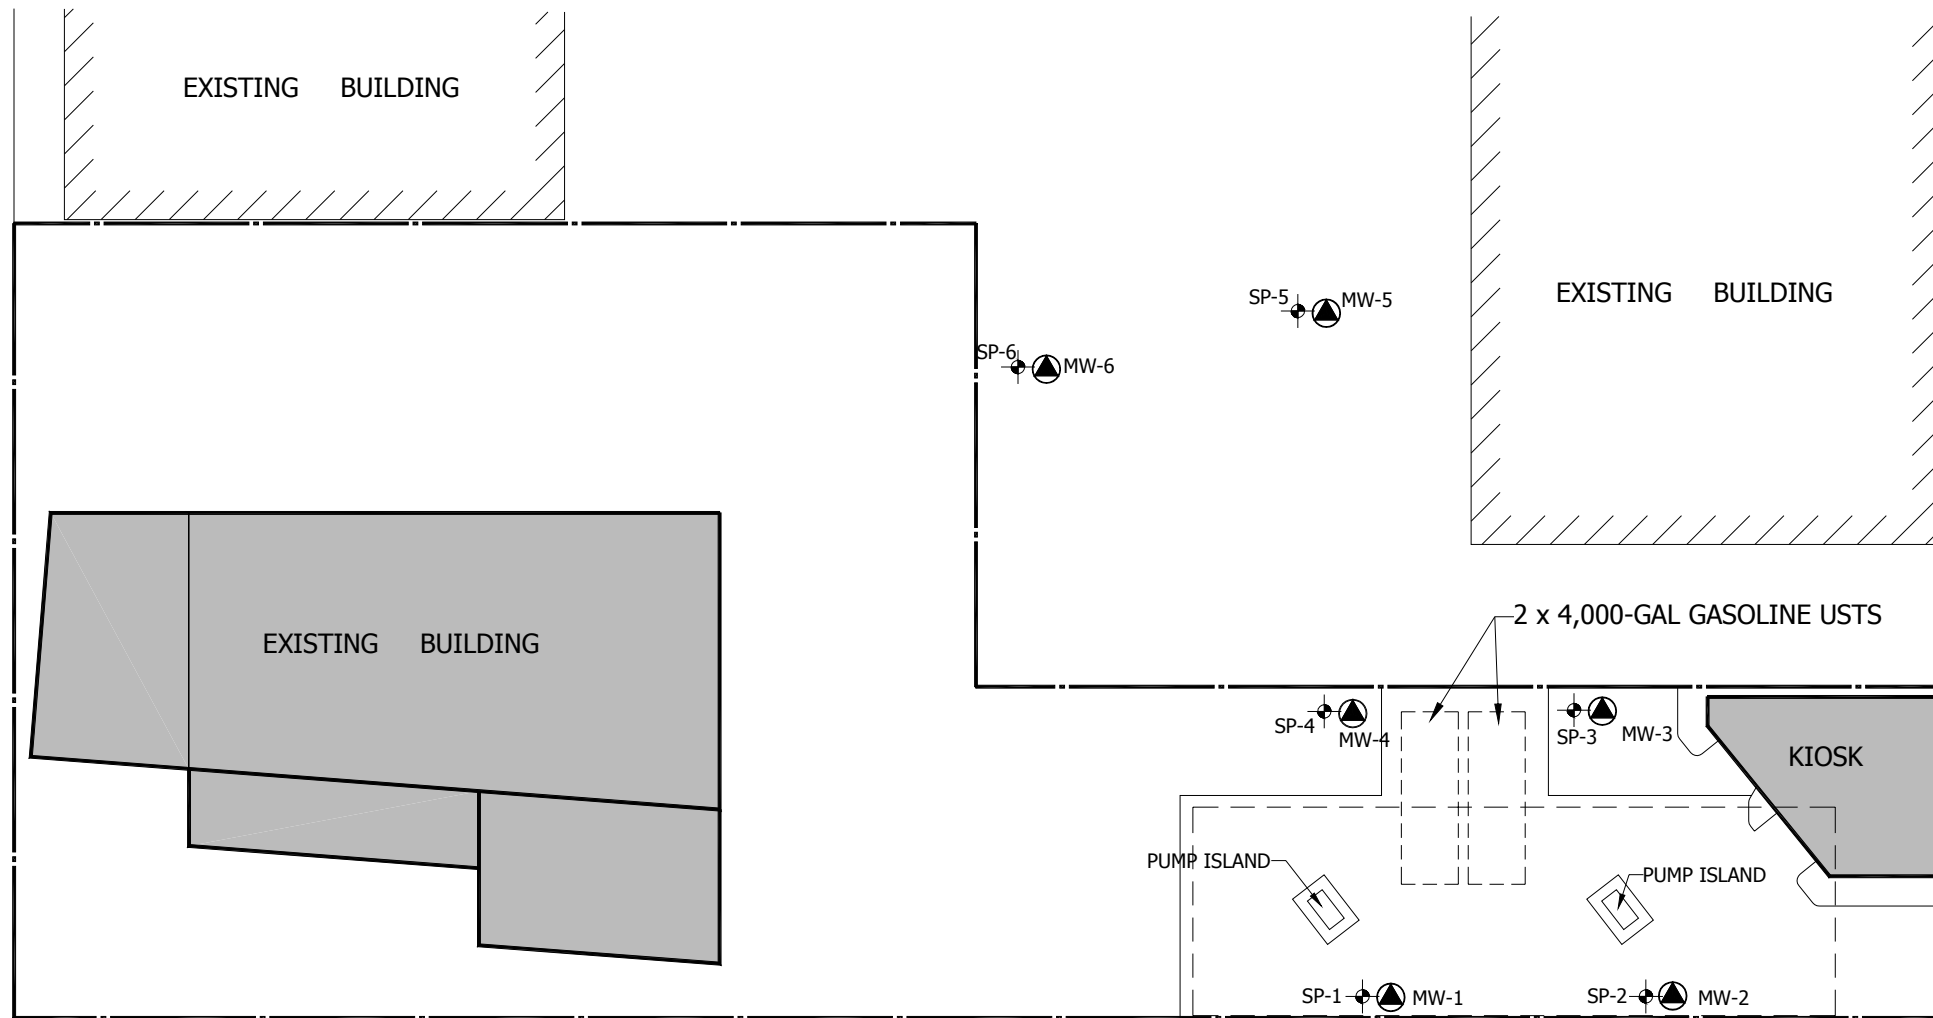 EXISTING BUILDING
EXISTING BUILDING
SP-5
MW-5
SP-6
MW-6
2 x 4,000-GAL GASOLINE USTS
EXISTING BUILDING
SP-4
MW-4
SP-3
MW-3
KIOSK
PUMP ISLAND
PUMP ISLAND
SP-1
MW-1
SP-2
MW-2